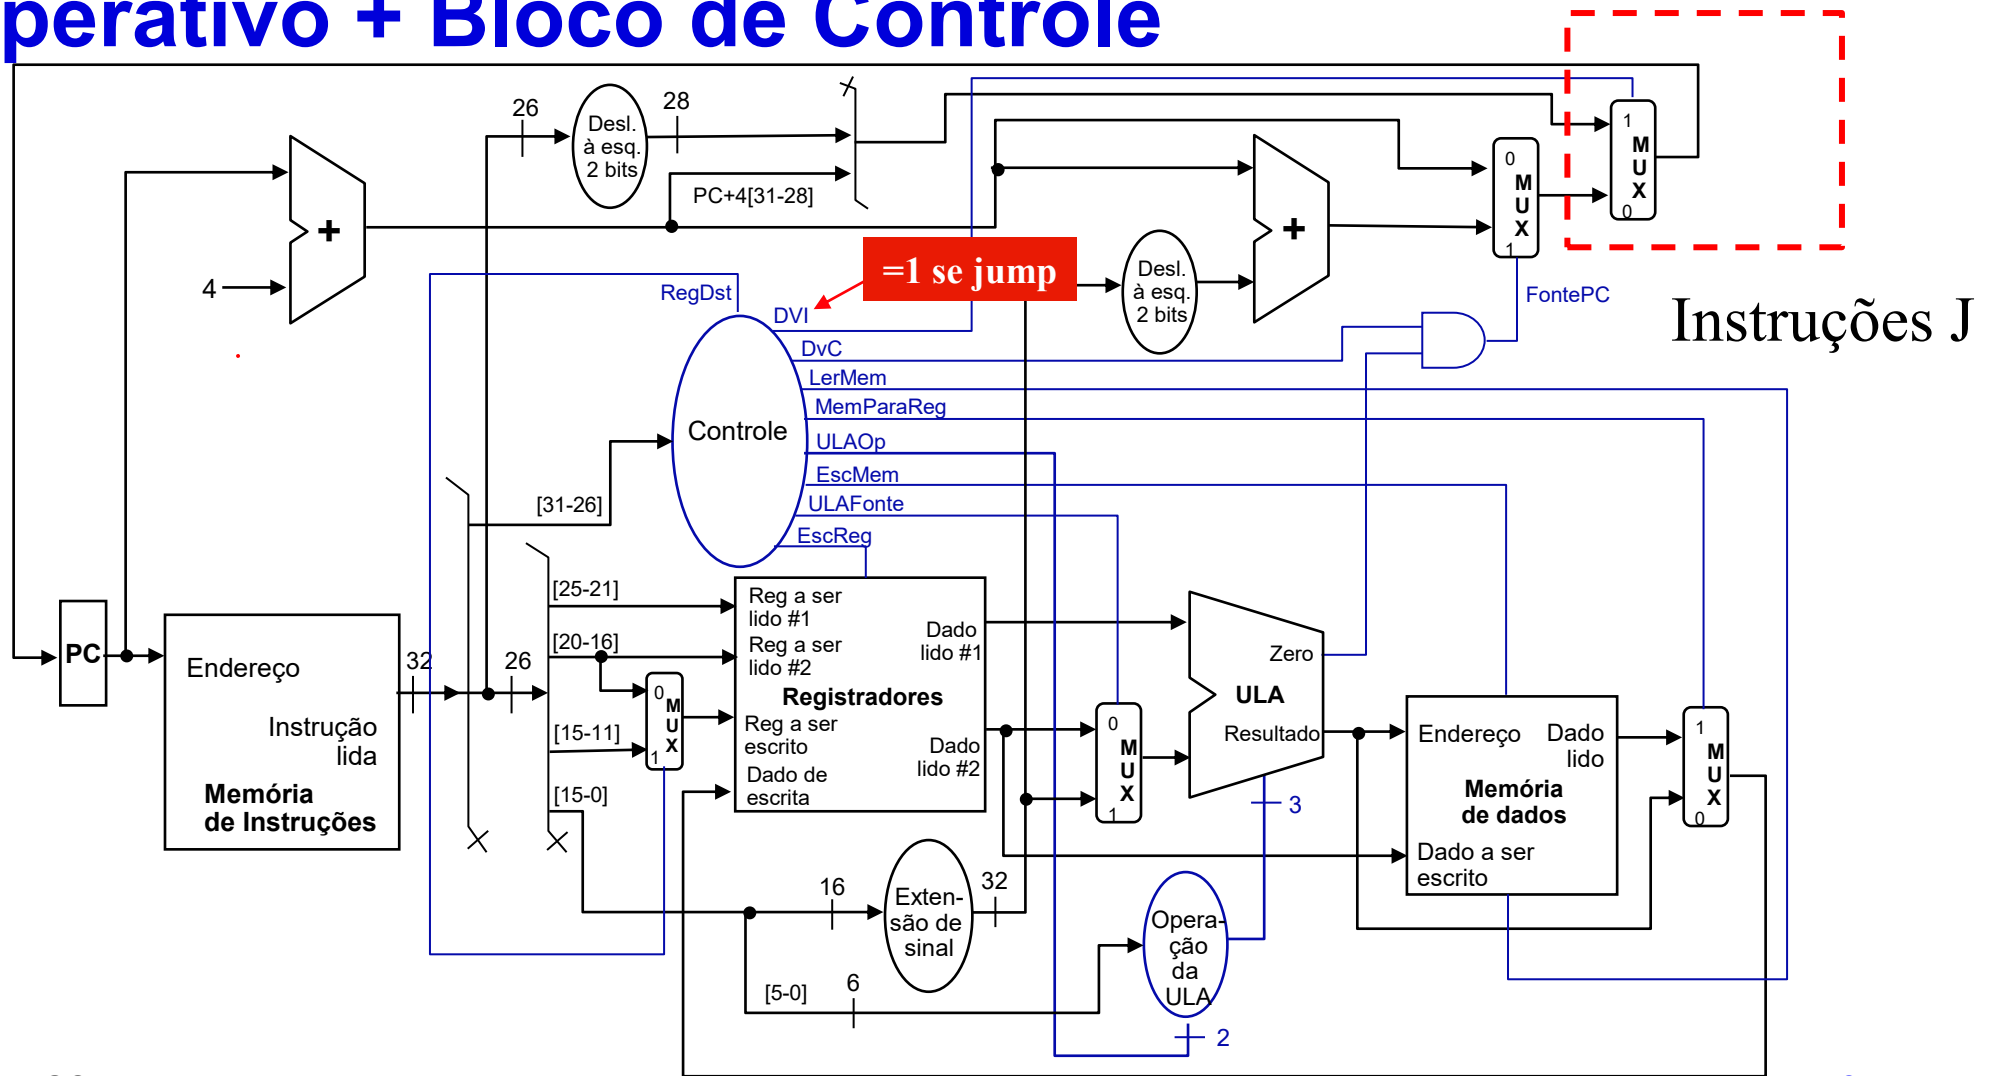 perativo + Bloco de Controle
26
Desl.
à esq.
2 bits
28
PC+4[31-28]
+
4
=1 se jump
RegDst
DVI
DvC
LerMem
MemParaReg
ULAOp
EscMem
ULAFonte
EscReg
Controle
[31-26]
Desl.
à esq.
2 bits
+
0
M
U
X
1
1
M
U
X
0
FontePC
Instruções J
PC
Endereço
Instrução
lida
Memória
de Instruções
32
26
[25-21]
[20-16]
[15-11]
[15-0]
0
M
U
X
1
Reg a ser
lido #1
Reg a ser
lido #2
Registradores
Reg a ser
escrito
Dado de
escrita
Dado
lido #1
Dado
lido #2
0
M
U
X
1
Zero
ULA
Resultado
3
Endereço
Dado
lido
Memória
de dados
Dado a ser
escrito
1
M
U
X
0
16
Exten-
são de
sinal
32
[5-0]
6
Opera-
ção
da
ULA
2